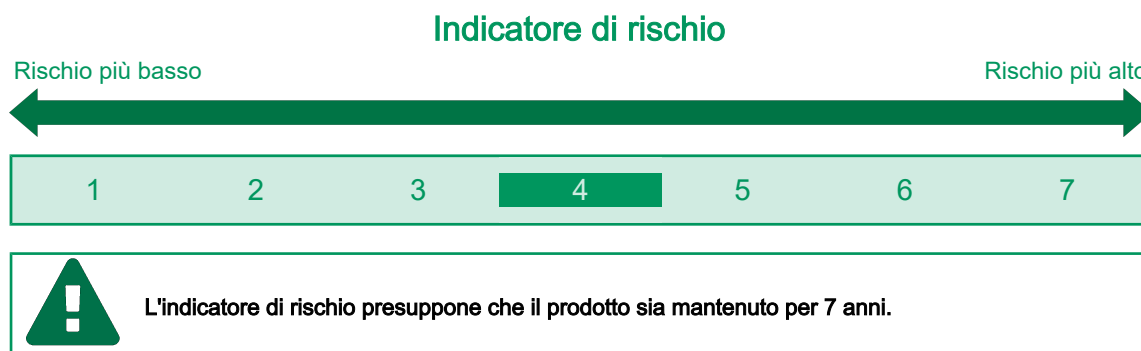 Indicatore di rischio
Rischio più basso Rischio più alto
1 2 3 4 5 6 7
L'indicatore di rischio presuppone che il prodotto sia mantenuto per 7 anni.